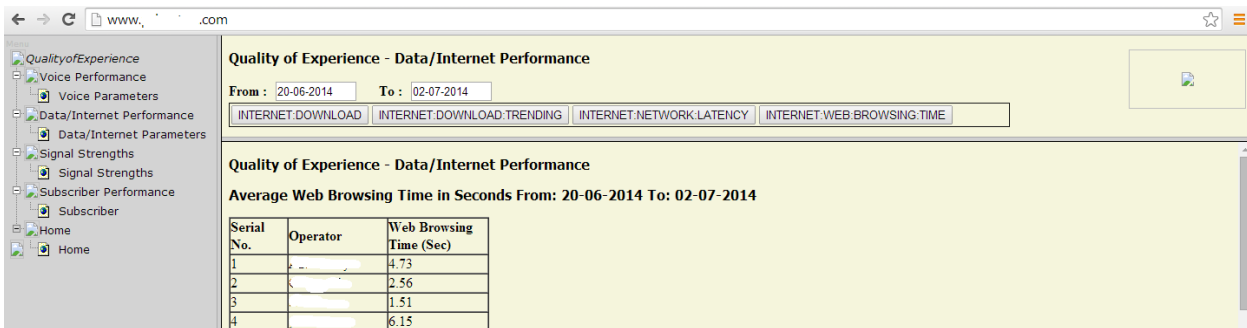 www. .com
Menu
QualityofExperience
Voice Performance
Voice Parameters
Data/Internet Performance
Data/Internet Parameters
Signal Strengths
Signal Strengths
Subscriber Performance
Subscriber
Home
Home
Quality of Experience - Data/Internet Performance
From : 20-06-2014 To : 02-07-2014
INTERNET:DOWNLOAD INTERNET:DOWNLOAD:TRENDING INTERNET:NETWORK:LATENCY INTERNET:WEB:BROWSING:TIME
Quality of Experience - Data/Internet Performance
Average Web Browsing Time in Seconds From: 20-06-2014 To: 02-07-2014
Serial No. Operator Web Browsing Time (Sec)
1 4.73
2 2.56
3 1.51
4 6.15